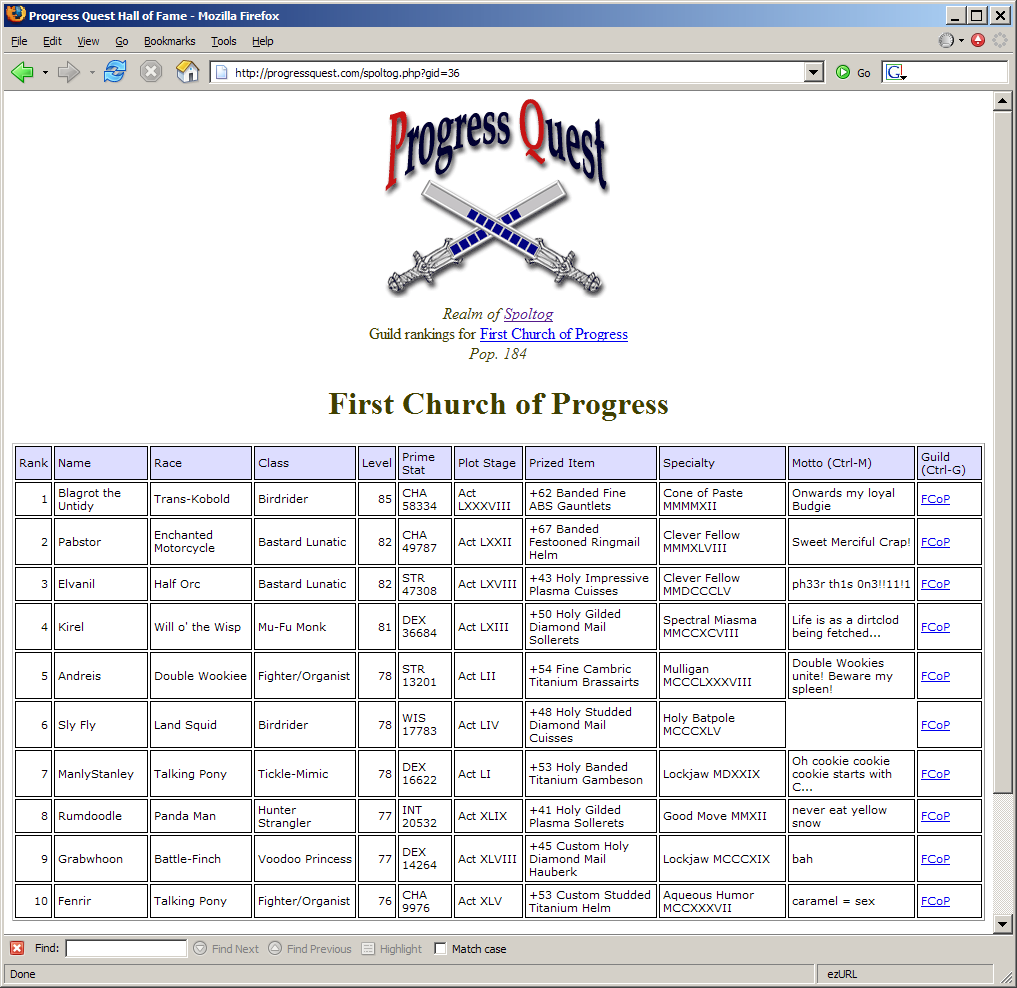 Progress Quest Hall of Fame - Mozilla Firefox
File Edit View Go Bookmarks Tools Help
http://progressquest.com/spoltog.php?gid=36 Go G
Progress Quest
Realm of Spoltog
Guild rankings for First Church of Progress
Pop. 184
First Church of Progress
Rank Name Race Class Level Prime Stat Plot Stage Prized Item Specialty Motto (Ctrl-M) Guild (Ctrl-G)
1 Blagrot the Untidy Trans-Kobold Birdrider 85 CHA 58334 Act LXXXVIII +62 Banded Fine ABS Gauntlets Cone of Paste MMMMXII Onwards my loyal Budgie FCoP
2 Pabstor Enchanted Motorcycle Bastard Lunatic 82 CHA 49787 Act LXXII +67 Banded Festooned Ringmail Helm Clever Fellow MMMXLVIII Sweet Merciful Crap! FCoP
3 Elvanil Half Orc Bastard Lunatic 82 STR 47308 Act LXVIII +43 Holy Impressive Plasma Cuisses Clever Fellow MMDCCCLV ph33r th1s 0n3!!11!1 FCoP
4 Kirel Will o' the Wisp Mu-Fu Monk 81 DEX 36684 Act LXIII +50 Holy Gilded Diamond Mail Sollerets Spectral Miasma MMCCXCVIII Life is as a dirtclod being fetched... FCoP
5 Andreis Double Wookiee Fighter/Organist 78 STR 13201 Act LII +54 Fine Cambric Titanium Brassairts Mulligan MCCCLXXXVIII Double Wookies unite! Beware my spleen! FCoP
6 Sly Fly Land Squid Birdrider 78 WIS 17783 Act LIV +48 Holy Studded Diamond Mail Cuisses Holy Batpole MCCCXLV FCoP
7 ManlyStanley Talking Pony Tickle-Mimic 78 DEX 16622 Act LI +53 Holy Banded Titanium Gambeson Lockjaw MDXXIX Oh cookie cookie cookie starts with C... FCoP
8 Rumdoodle Panda Man Hunter Strangler 77 INT 20532 Act XLIX +41 Holy Gilded Plasma Sollerets Good Move MMXII never eat yellow snow FCoP
9 Grabwhoon Battle-Finch Voodoo Princess 77 DEX 14264 Act XLVIII +45 Custom Holy Diamond Mail Hauberk Lockjaw MCCCXIX bah FCoP
10 Fenrir Talking Pony Fighter/Organist 76 CHA 9976 Act XLV +53 Custom Studded Titanium Helm Aqueous Humor MCCXXXVII caramel = sex FCoP
Find: Find Next Find Previous Highlight Match case
Done ezURL